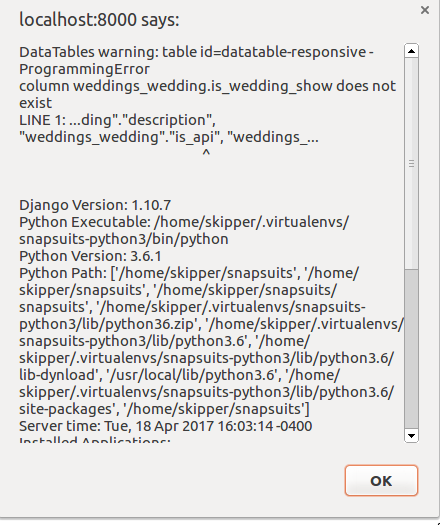 localhost:8000 says:
DataTables warning: table id=datatable-responsive -
ProgrammingError
column weddings_wedding.is_wedding_show does not
exist
LINE 1: ...ding"."description",
"weddings_wedding"."is_api", "weddings_...
^
Django Version: 1.10.7
Python Executable: /home/skipper/.virtualenvs/
snapsuits-python3/bin/python
Python Version: 3.6.1
Python Path: ['/home/skipper/snapsuits', '/home/
skipper/snapsuits', '/home/skipper/snapsuits/
snapsuits', '/home/skipper/.virtualenvs/snapsuits-
python3/lib/python36.zip', '/home/skipper/.virtualenvs/
snapsuits-python3/lib/python3.6', '/home/
skipper/.virtualenvs/snapsuits-python3/lib/python3.6/
lib-dynload', '/usr/local/lib/python3.6', '/home/
skipper/.virtualenvs/snapsuits-python3/lib/python3.6/
site-packages', '/home/skipper/snapsuits']
Server time: Tue, 18 Apr 2017 16:03:14 -0400
Installed Applications:
OK